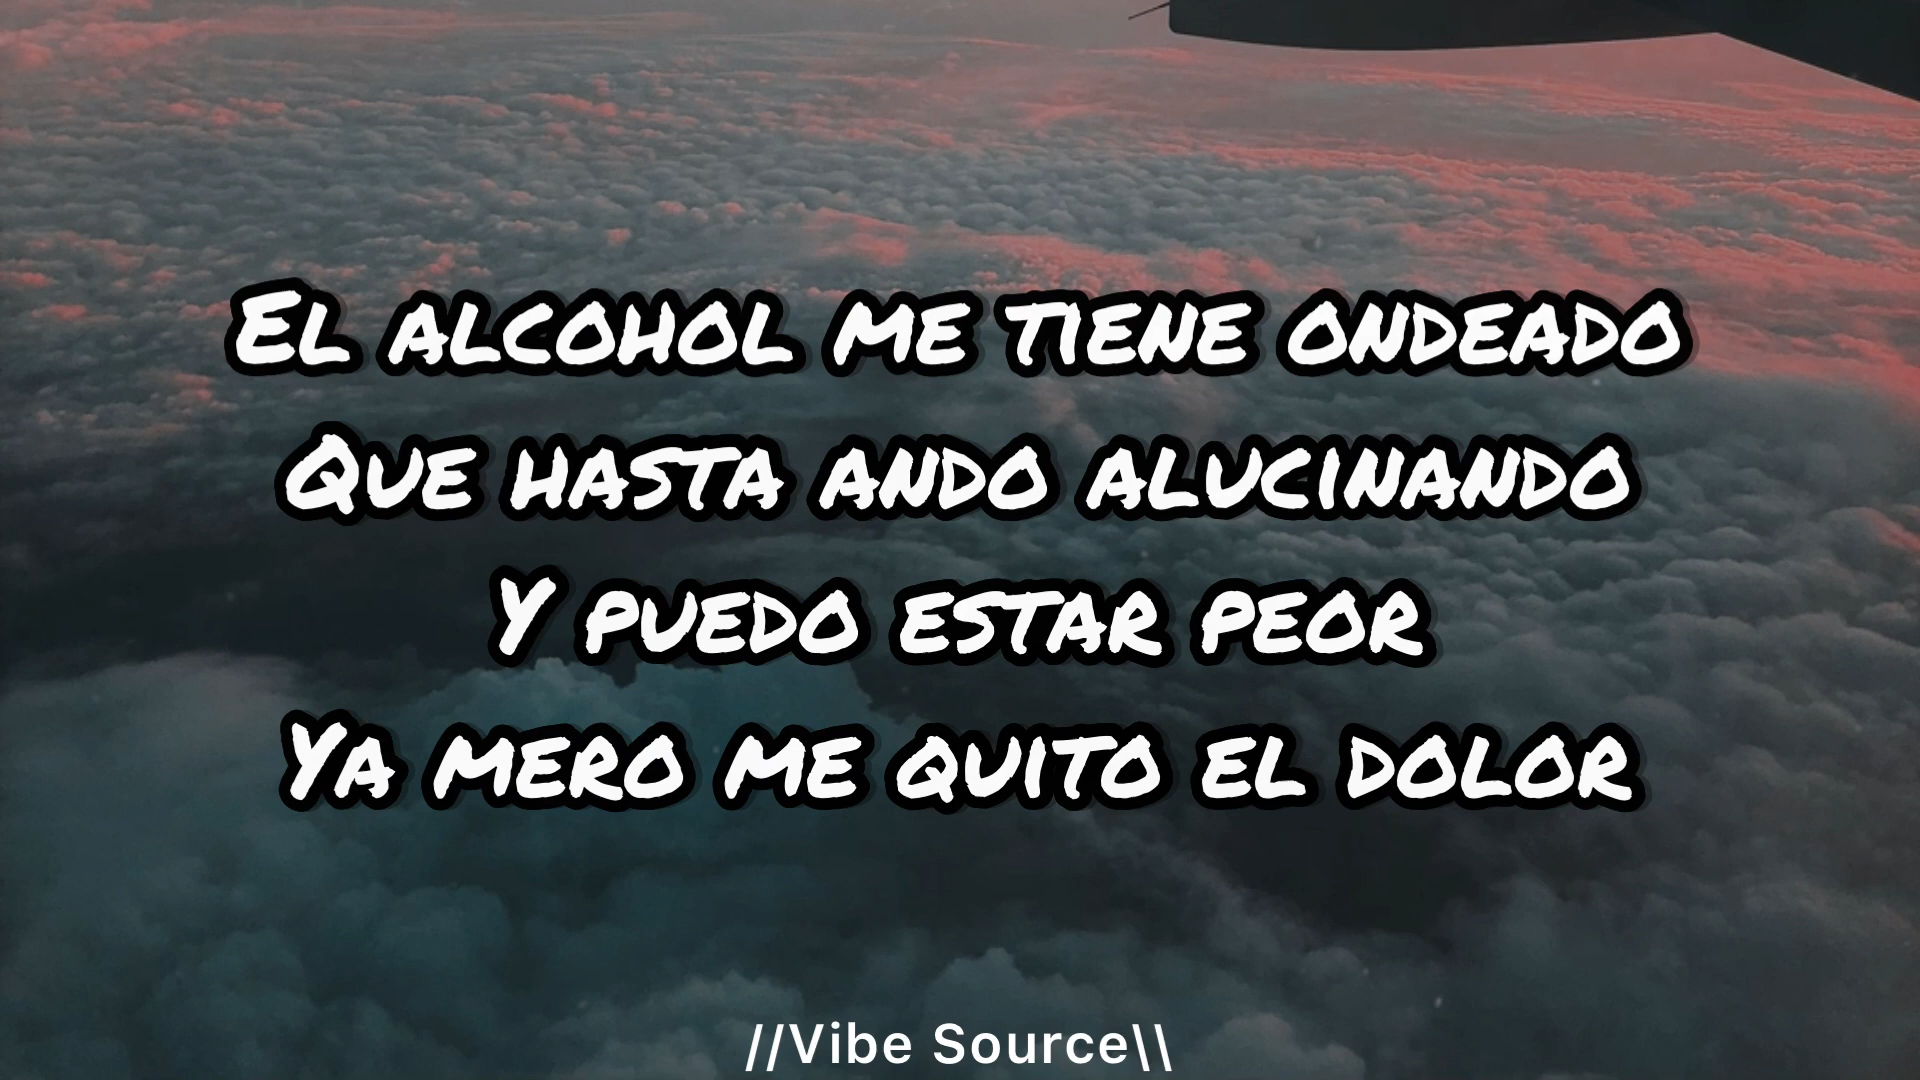 El alcohol me tiene ondeado
Que hasta ando alucinando
Y puedo estar peor
Ya mero me quito el dolor
//Vibe Source\\